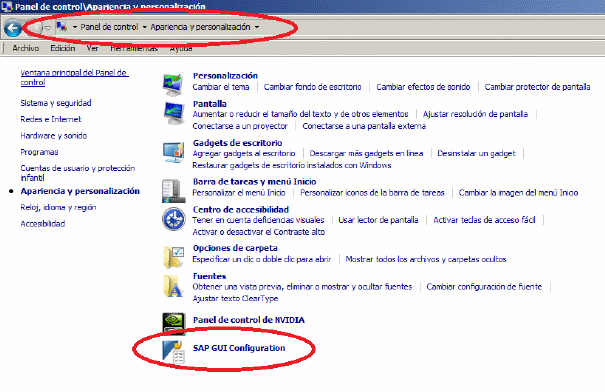 Panel de control\Apariencia y personalización
Panel de control Apariencia y personalización
Archivo Edición Ver Herramientas Ayuda
Ventana principal del Panel de
control
Sistema y seguridad
Redes e Internet
Hardware y sonido
Programas
Cuentas de usuario y protección
infantil
Apariencia y personalización
Reloj, idioma y región
Accesibilidad
Personalización
Cambiar el tema Cambiar fondo de escritorio Cambiar efectos de sonido Cambiar protector de pantalla
Pantalla
Aumentar o reducir el tamaño del texto y de otros elementos Ajustar resolución de pantalla
Conectarse a un proyector Conectarse a una pantalla externa
Gadgets de escritorio
Agregar gadgets al escritorio Descargar más gadgets en línea Desinstalar un gadget
Restaurar gadgets de escritorio instalados con Windows
Barra de tareas y menú Inicio
Personalizar el menú Inicio Personalizar iconos de la barra de tareas Cambiar la imagen del menú Inicio
Centro de accesibilidad
Tener en cuenta deficiencias visuales Usar lector de pantalla Activar teclas de acceso fácil
Activar o desactivar el Contraste alto
Opciones de carpeta
Especificar un clic o doble clic para abrir Mostrar todos los archivos y carpetas ocultos
Fuentes
Obtener una vista previa, eliminar o mostrar y ocultar fuentes Cambiar configuración de fuente
Ajustar texto ClearType
Panel de control de NVIDIA
SAP GUI Configuration